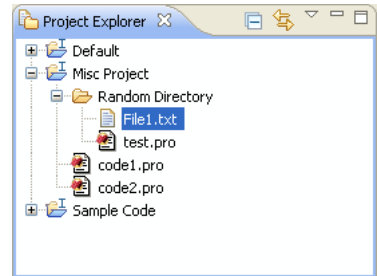 Project Explorer
Default
Misc Project
Random Directory
File1.txt
test.pro
code1.pro
code2.pro
Sample Code